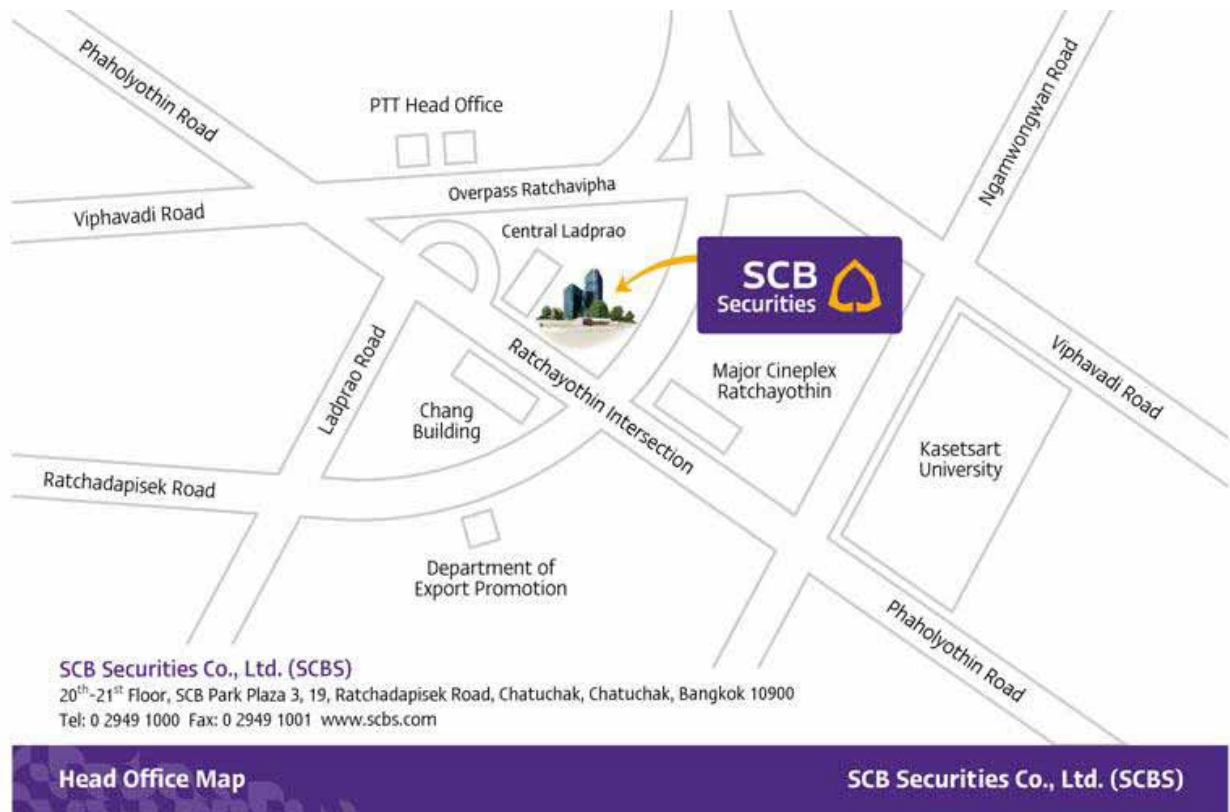 Phaholyothin Road
PTT Head Office
Ngamwongwan Road
Overpass Ratchavipha
Viphavadi Road
Central Ladprao
SCB
Securities
Ratchayothin Intersection
Ladprao Road
Major Cineplex
Ratchayothin
Viphavadi Road
Chang
Building
Kasetsart
University
Ratchadapisek Road
Department of
Export Promotion
Phaholyothin Road
SCB Securities Co., Ltd. (SCBS)
20th-21st Floor, SCB Park Plaza 3, 19, Ratchadapisek Road, Chatuchak, Chatuchak, Bangkok 10900
Tel: 0 2949 1000 Fax: 0 2949 1001 www.scbs.com
Head Office Map
SCB Securities Co., Ltd. (SCBS)